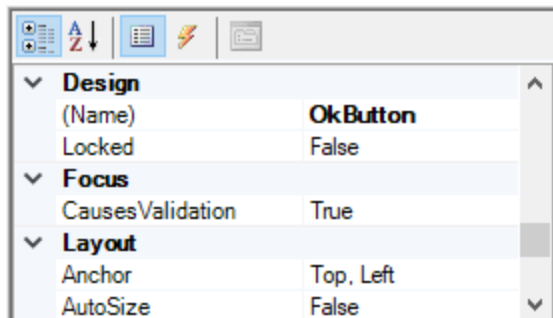 A
Z
Design
(Name) OkButton
Locked False
Focus
CausesValidation True
Layout
Anchor Top, Left
AutoSize False